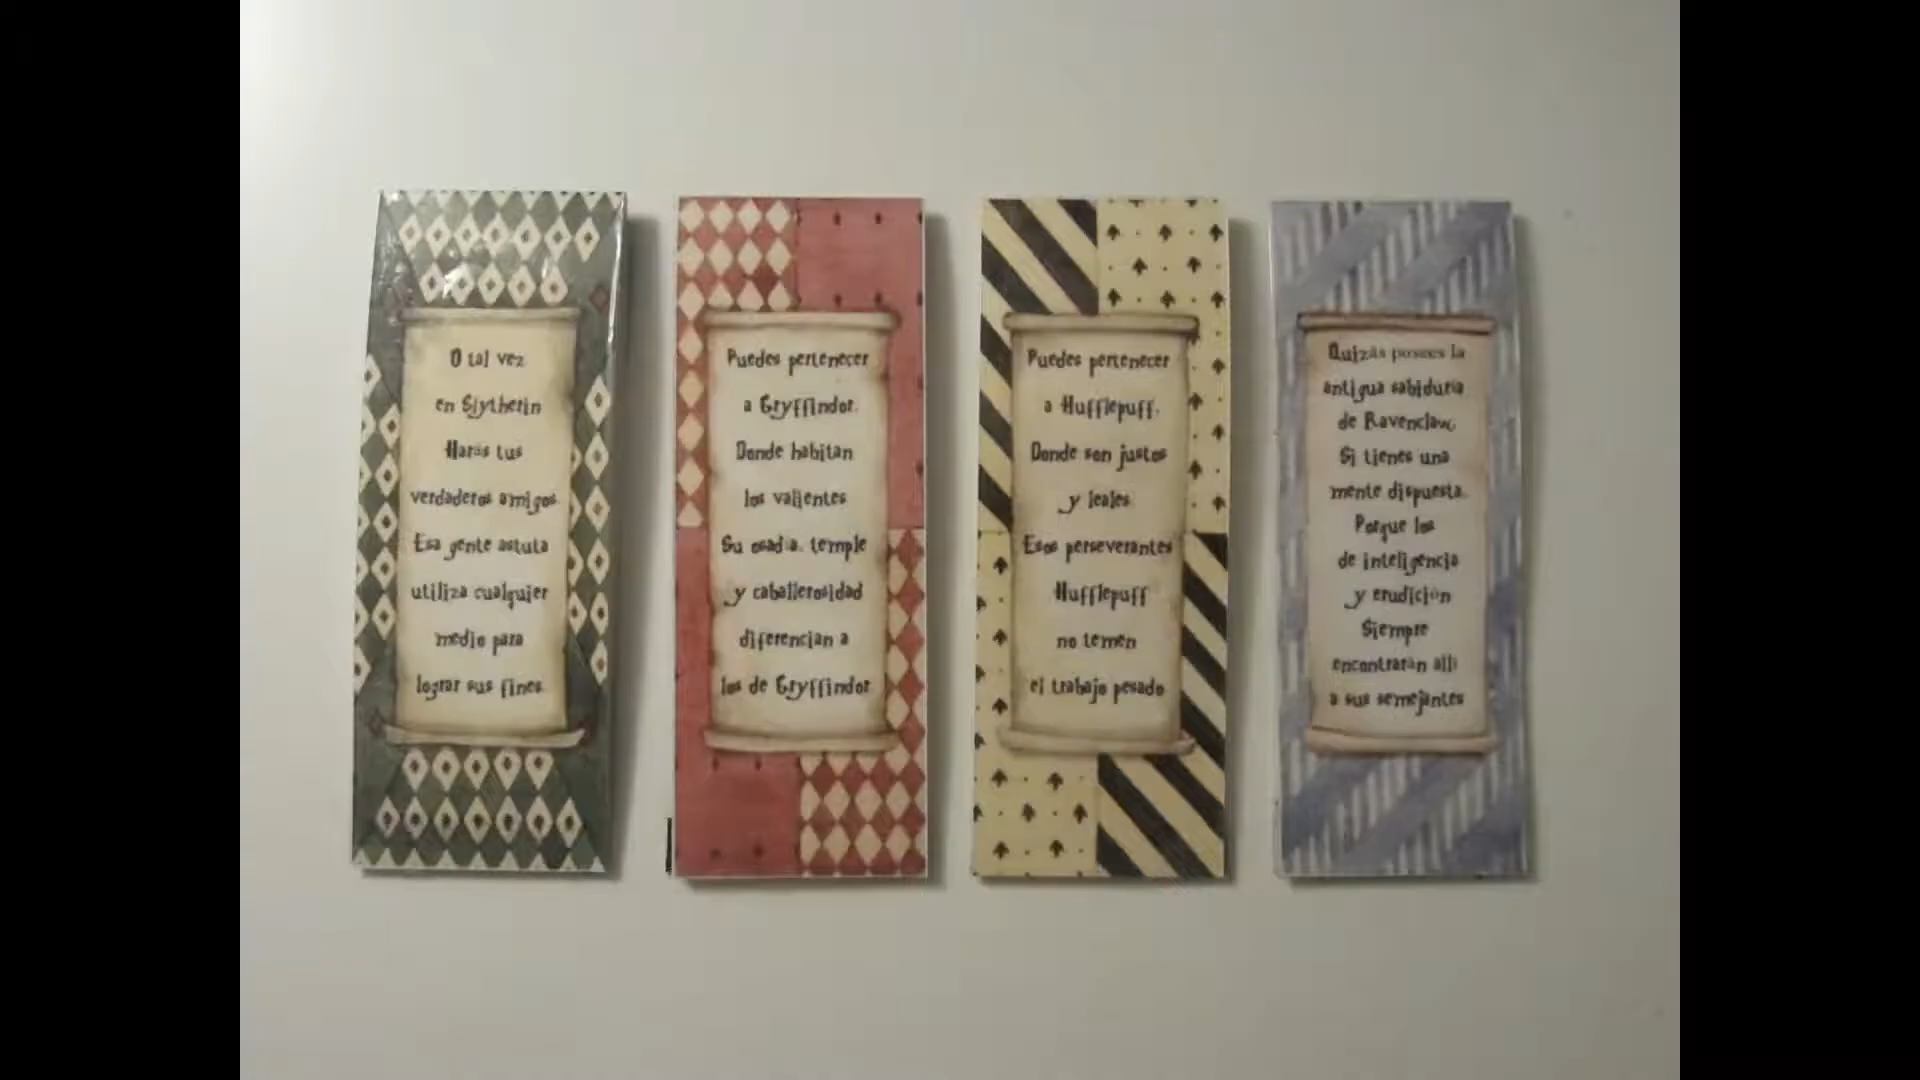 O tal vez
en Slytherin
Harás tus
verdaderos amigos
Esa gente astuta
utiliza cualquier
medio para
lograr sus fines.
Puedes pertenecer
a Gryffindor,
Donde habitan
los valientes
Su osadía, temple
y caballerosidad
diferencian a
los de Gryffindor
Puedes pertenecer
a Hufflepuff,
Donde son justos
y leales.
Esos perseverantes
Hufflepuff
no temen
el trabajo pesado
Quizás posees la
antigua sabiduría
de Ravenclaw,
Si tienes una
mente dispuesta,
Porque los
de inteligencia
y erudición
Siempre
encontrarán allí
a sus semejantes